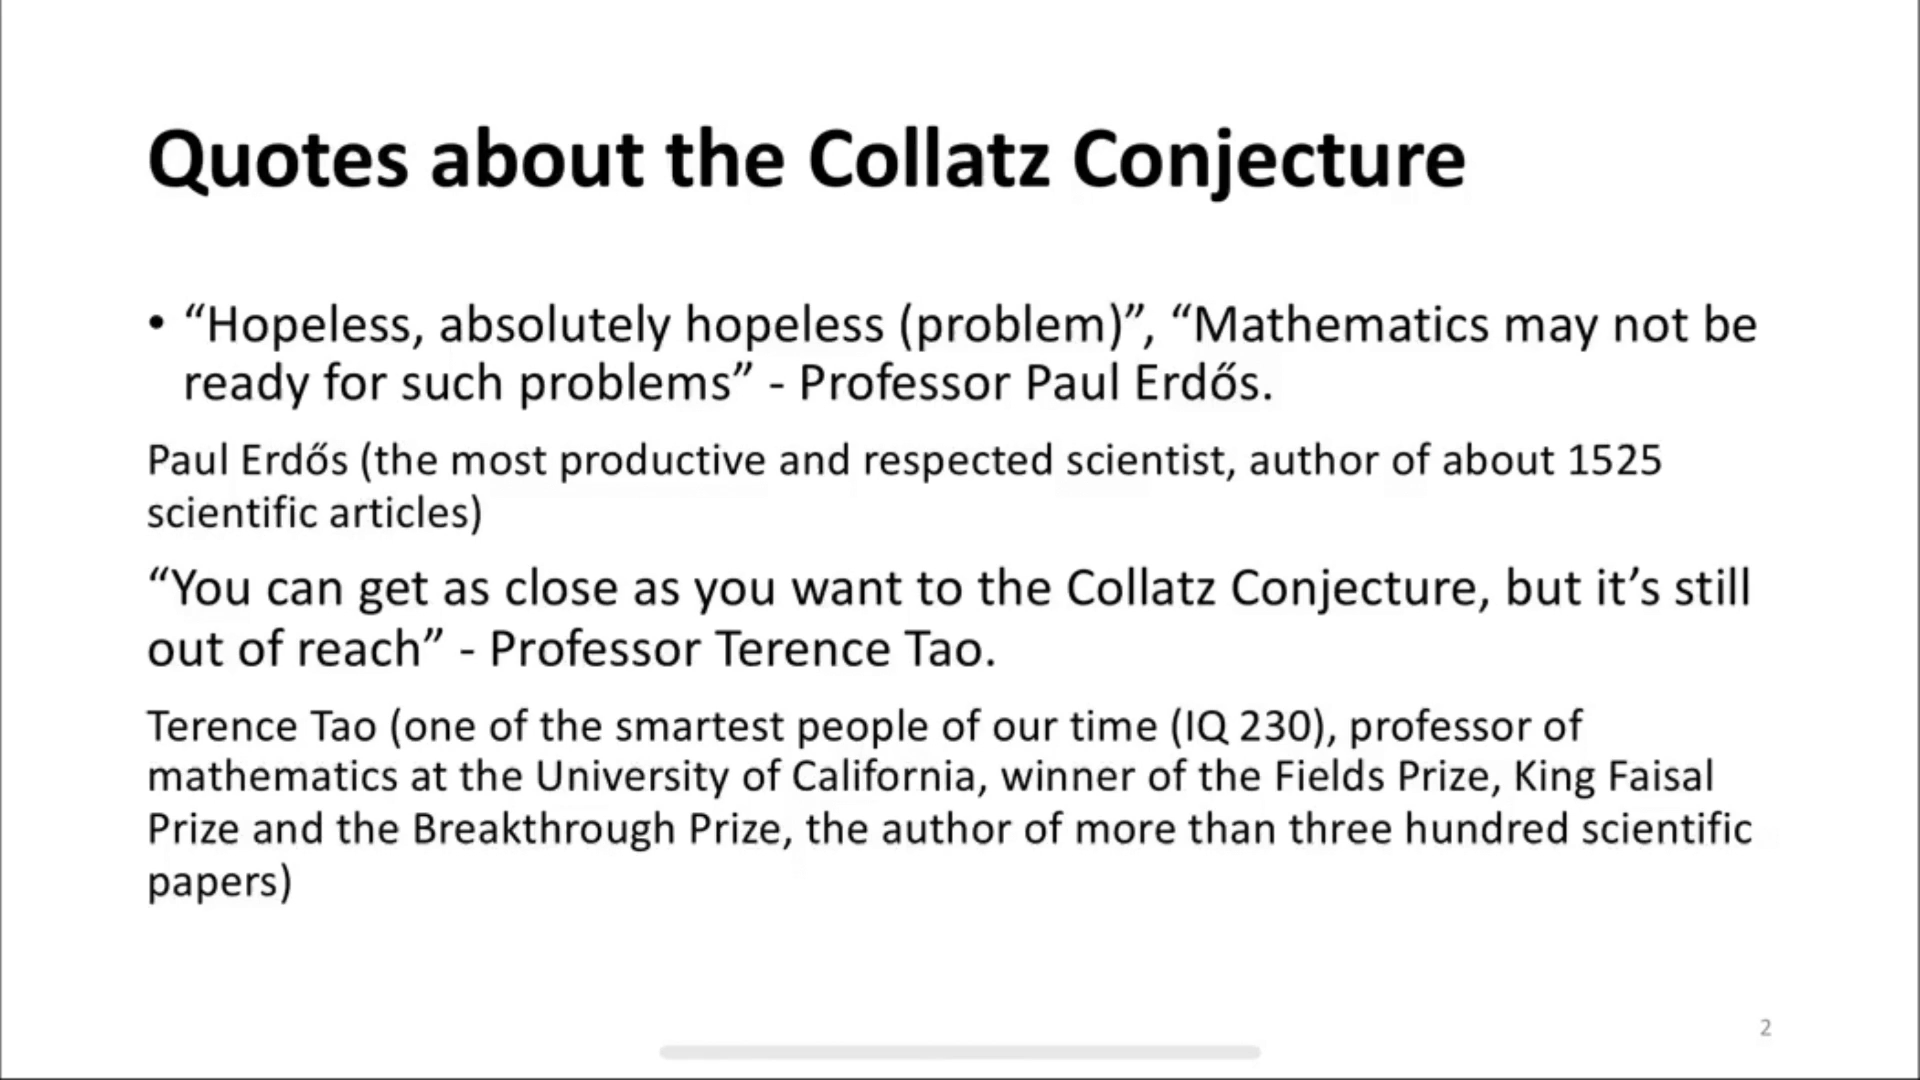 Quotes about the Collatz Conjecture
• “Hopeless, absolutely hopeless (problem)”, “Mathematics may not be
ready for such problems” - Professor Paul Erdős.
Paul Erdős (the most productive and respected scientist, author of about 1525
scientific articles)
“You can get as close as you want to the Collatz Conjecture, but it’s still
out of reach” - Professor Terence Tao.
Terence Tao (one of the smartest people of our time (IQ 230), professor of
mathematics at the University of California, winner of the Fields Prize, King Faisal
Prize and the Breakthrough Prize, the author of more than three hundred scientific
papers)
2